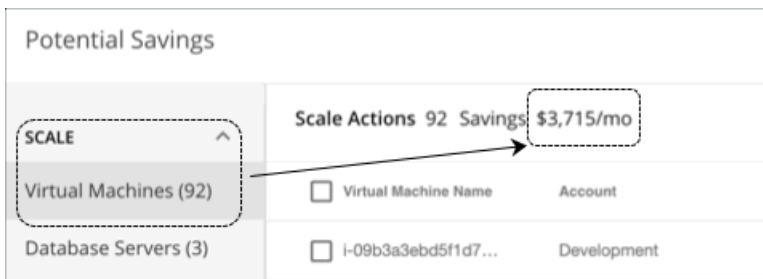 Potential Savings
SCALE
Virtual Machines (92)
Database Servers (3)
Scale Actions 92 Savings $3,715/mo
Virtual Machine Name Account
i-09b3a3ebd5f1d7... Development